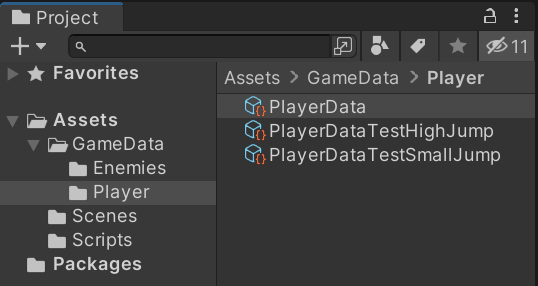 Project
11
Favorites
Assets
GameData
Enemies
Player
Scenes
Scripts
Packages
Assets > GameData > Player
PlayerData
PlayerDataTestHighJump
PlayerDataTestSmallJump